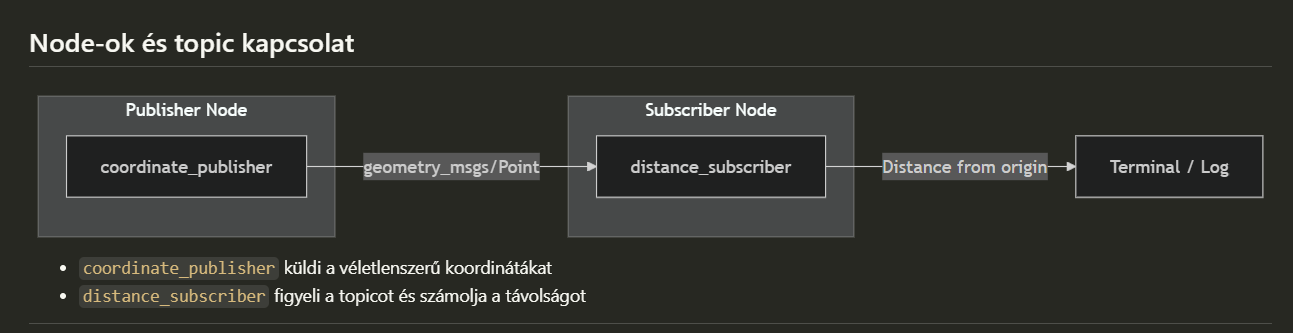 Node-ok és topic kapcsolat
Publisher Node
Subscriber Node
coordinate_publisher
geometry_msgs/Point
distance_subscriber
Distance from origin
Terminal / Log
coordinate_publisher küldi a véletlenszerű koordinátákat
distance_subscriber figyeli a topicot és számolja a távolságot